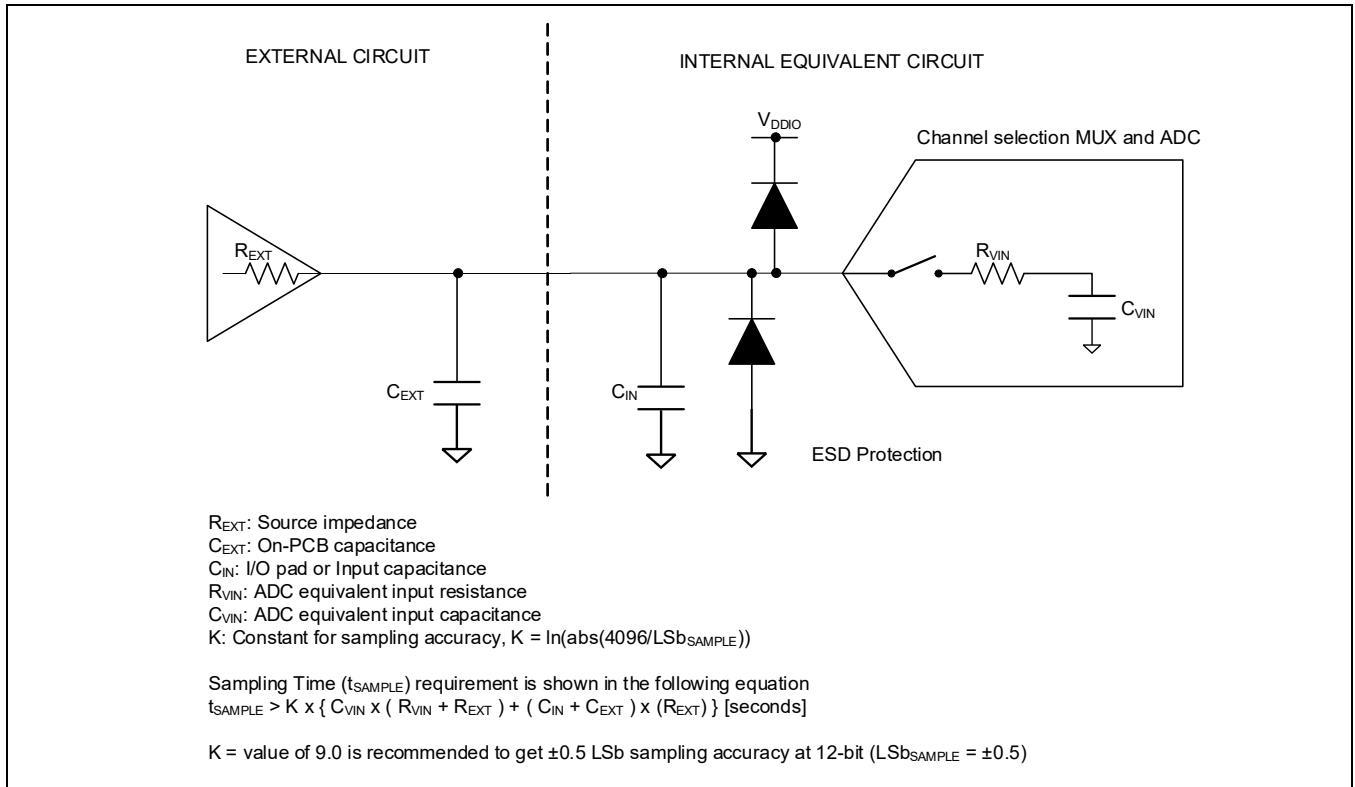 EXTERNAL CIRCUIT
INTERNAL EQUIVALENT CIRCUIT
VDDIO
Channel selection MUX and ADC
REXT
RVIN
CVIN
CEXT
CIN
ESD Protection
REXT: Source impedance
CEXT: On-PCB capacitance
CIN: I/O pad or Input capacitance
RVIN: ADC equivalent input resistance
CVIN: ADC equivalent input capacitance
K: Constant for sampling accuracy, K = ln(abs(4096/LSbSAMPLE))
Sampling Time (tSAMPLE) requirement is shown in the following equation
tSAMPLE > K x { CVIN x ( RVIN + REXT ) + ( CIN + CEXT ) x (REXT) } [seconds]
K = value of 9.0 is recommended to get ±0.5 LSb sampling accuracy at 12-bit (LSbSAMPLE = ±0.5)